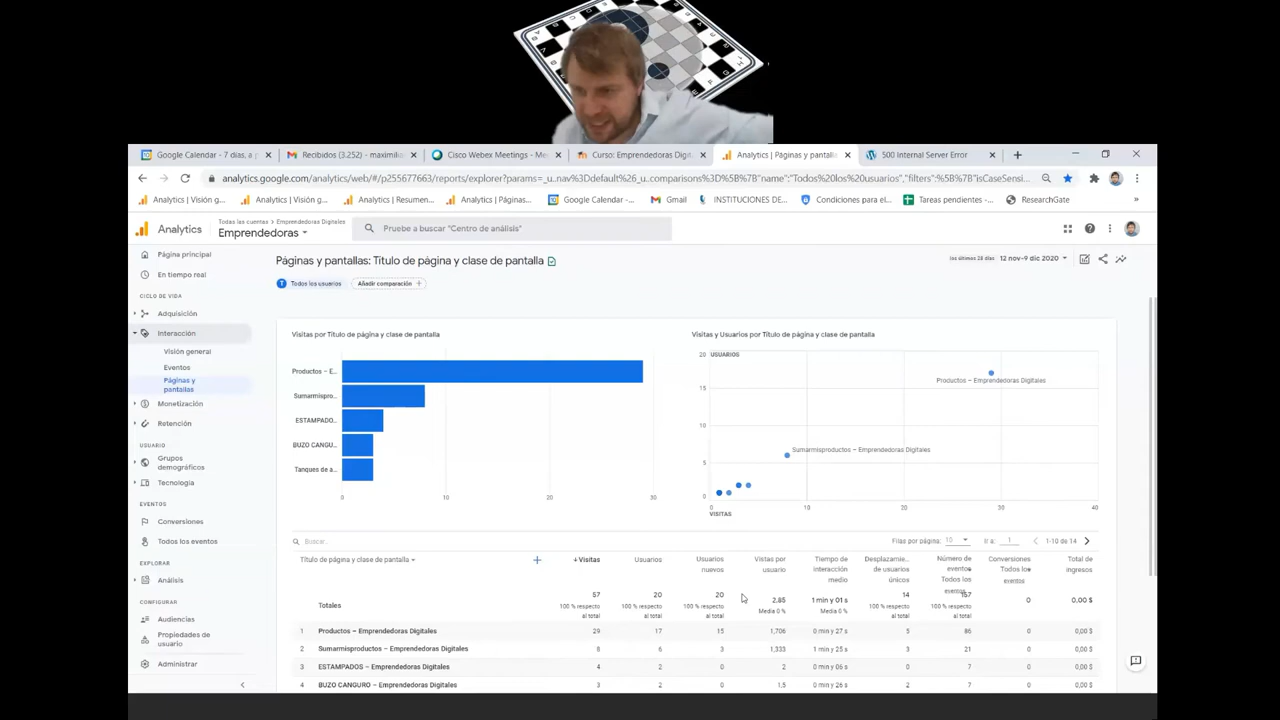 Google Calendar - 7 días, a p
Recibidos (3.252) - maximilia
Cisco Webex Meetings - Me
Curso: Emprendedoras Digit
Analytics | Páginas y pantalla
500 Internal Server Error
analytics.google.com/analytics/web/#/p255677663/reports/explorer?params=_u..nav%3Ddefault%26_u..comparisons%3D%5B%7B"name":"Todos%20los%20usuarios","filters":%5B%7B"isCaseSensi...
Analytics | Visión g...
Analytics | Visión g...
Analytics | Resumen...
Analytics | Páginas...
Google Calendar -...
Gmail
INSTITUCIONES DE...
Condiciones para el...
Tareas pendientes -...
ResearchGate
»
Analytics
Todas las cuentas > Emprendedoras Digitales
Emprendedoras
Pruebe a buscar "Centro de análisis"
Página principal
En tiempo real
CICLO DE VIDA
Adquisición
Interacción
Visión general
Eventos
Páginas y
pantallas
Monetización
Retención
USUARIO
Grupos
demográficos
Tecnología
EVENTOS
Conversiones
Todos los eventos
EXPLORAR
Análisis
CONFIGURAR
Audiencias
Propiedades de
usuario
Administrar
Páginas y pantallas: Título de página y clase de pantalla
los últimos 28 días 12 nov-9 dic 2020
T Todos los usuarios
Añadir comparación +
Visitas por Título de página y clase de pantalla
Productos – E...
Sumarmispro...
ESTAMPADO...
BUZO CANGU...
Tanques de a...
0 10 20 30
Visitas y Usuarios por Título de página y clase de pantalla
USUARIOS
20
15
10
5
0
Productos – Emprendedoras Digitales
Sumarmisproductos – Emprendedoras Digitales
0 10 20 30 40
VISITAS
Buscar...
Filas por página: 10 Ir a: 1 1-10 de 14
Título de página y clase de pantalla
↓Visitas
Usuarios
Usuarios
nuevos
Vistas por
usuario
Tiempo de
interacción
medio
Desplazamie...
de usuarios
únicos
Número de
eventos
Todos los
eventos
Conversiones
Todos los
eventos
Total de
ingresos
Totales
57 20 20 2,85 1 min y 01 s 14 157 0 0,00 $
100 % respecto al total
100 % respecto al total
100 % respecto al total
Media 0 %
Media 0 %
100 % respecto al total
100 % respecto al total
1 Productos – Emprendedoras Digitales 29 17 15 1,706 0 min y 27 s 5 86 0 0,00 $
2 Sumarmisproductos – Emprendedoras Digitales 8 6 3 1,333 1 min y 25 s 3 21 0 0,00 $
3 ESTAMPADOS – Emprendedoras Digitales 4 2 0 2 0 min y 06 s 0 7 0 0,00 $
4 BUZO CANGURO – Emprendedoras Digitales 3 2 0 1,5 0 min y 26 s 2 7 0 0,00 $